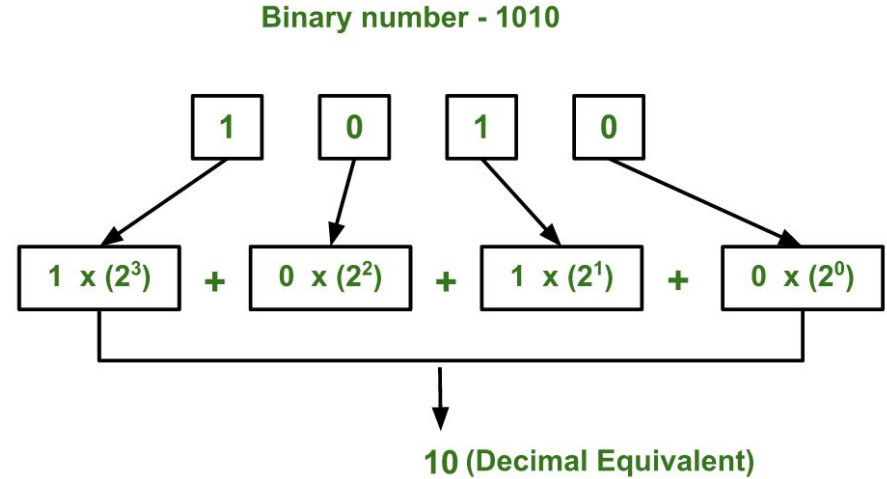 Binary number - 1010
1 0 1 0
1 x (2³) + 0 x (2²) + 1 x (2¹) + 0 x (2⁰)
10 (Decimal Equivalent)